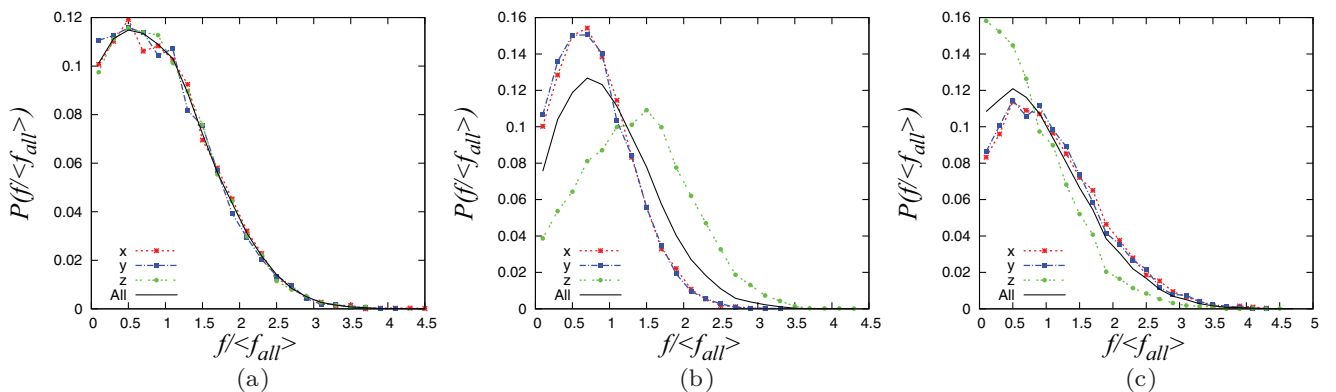 0.12
0.1
0.08
0.06
0.04
0.02
0
P(f/<f_all>)
x
y
z
All
0 0.5 1 1.5 2 2.5 3 3.5 4 4.5
f/<f_all>
(a)
0.16
0.14
0.12
0.1
0.08
0.06
0.04
0.02
0
P(f/<f_all>)
x
y
z
All
0 0.5 1 1.5 2 2.5 3 3.5 4 4.5
f/<f_all>
(b)
0.16
0.14
0.12
0.1
0.08
0.06
0.04
0.02
0
P(f/<f_all>)
x
y
z
All
0 0.5 1 1.5 2 2.5 3 3.5 4 4.5 5
f/<f_all>
(c)